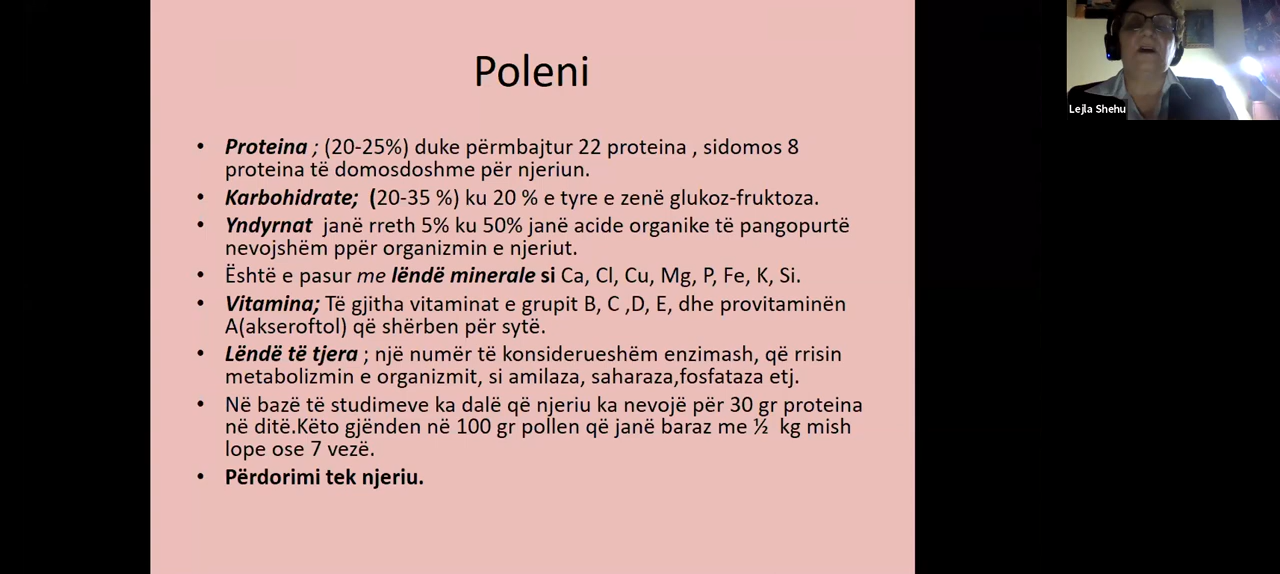 Poleni
• Proteina ; (20-25%) duke përmbajtur 22 proteina , sidomos 8
proteina të domosdoshme për njeriun.
• Karbohidrate; (20-35 %) ku 20 % e tyre e zenë glukoz-fruktoza.
• Yndyrnat janë rreth 5% ku 50% janë acide organike të pangopurtë
nevojshëm ppër organizmin e njeriut.
• Është e pasur me lëndë minerale si Ca, Cl, Cu, Mg, P, Fe, K, Si.
• Vitamina; Të gjitha vitaminat e grupit B, C ,D, E, dhe provitaminën
A(akseroftol) që shërben për sytë.
• Lëndë të tjera ; një numër të konsiderueshëm enzimash, që rrisin
metabolizmin e organizmit, si amilaza, saharaza,fosfataza etj.
• Në bazë të studimeve ka dalë që njeriu ka nevojë për 30 gr proteina
në ditë.Këto gjënden në 100 gr pollen që janë baraz me ½ kg mish
lope ose 7 vezë.
• Përdorimi tek njeriu.
Lejla Shehu